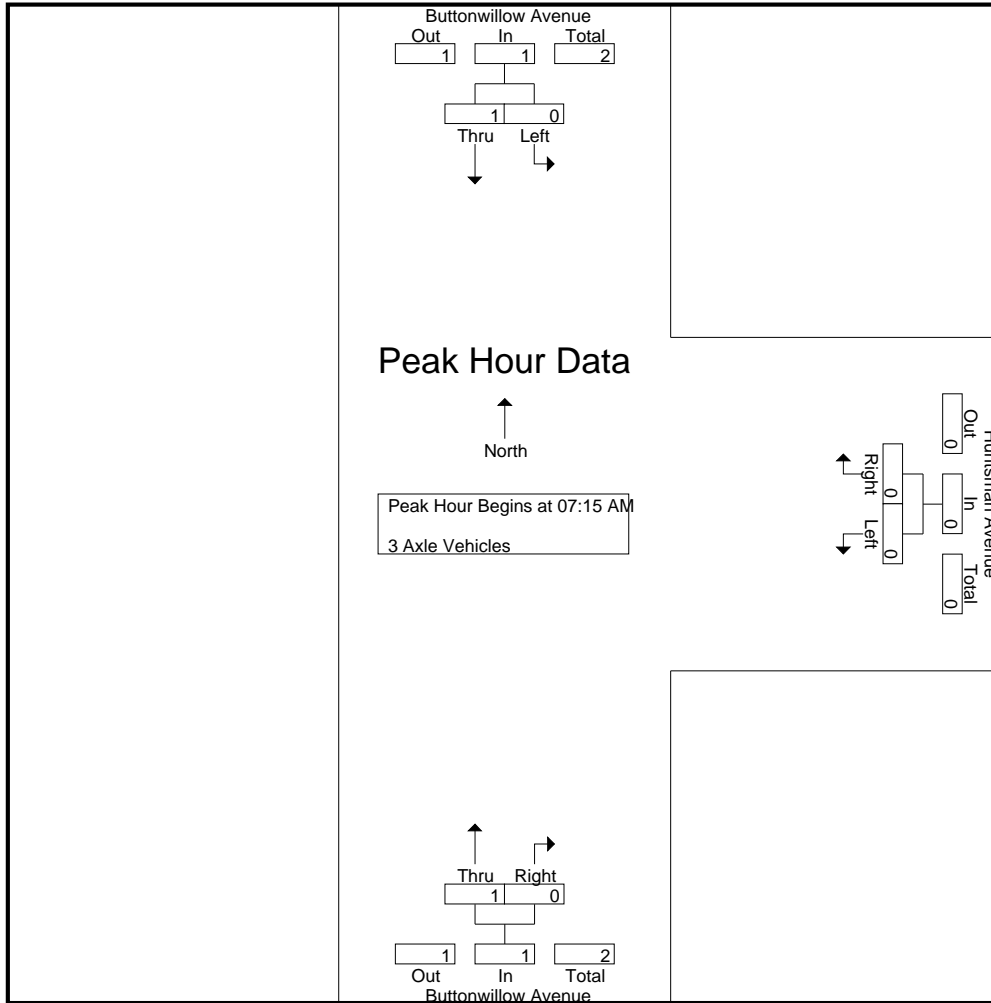 Buttonwillow Avenue
Out In Total
1 1 2
1 0
Thru Left
Peak Hour Data
North
Peak Hour Begins at 07:15 AM
3 Axle Vehicles
Huntsman Avenue
Out In Total
0 0 0
Right Left
0 0
Thru Right
1 0
1 1 2
Out In Total
Buttonwillow Avenue